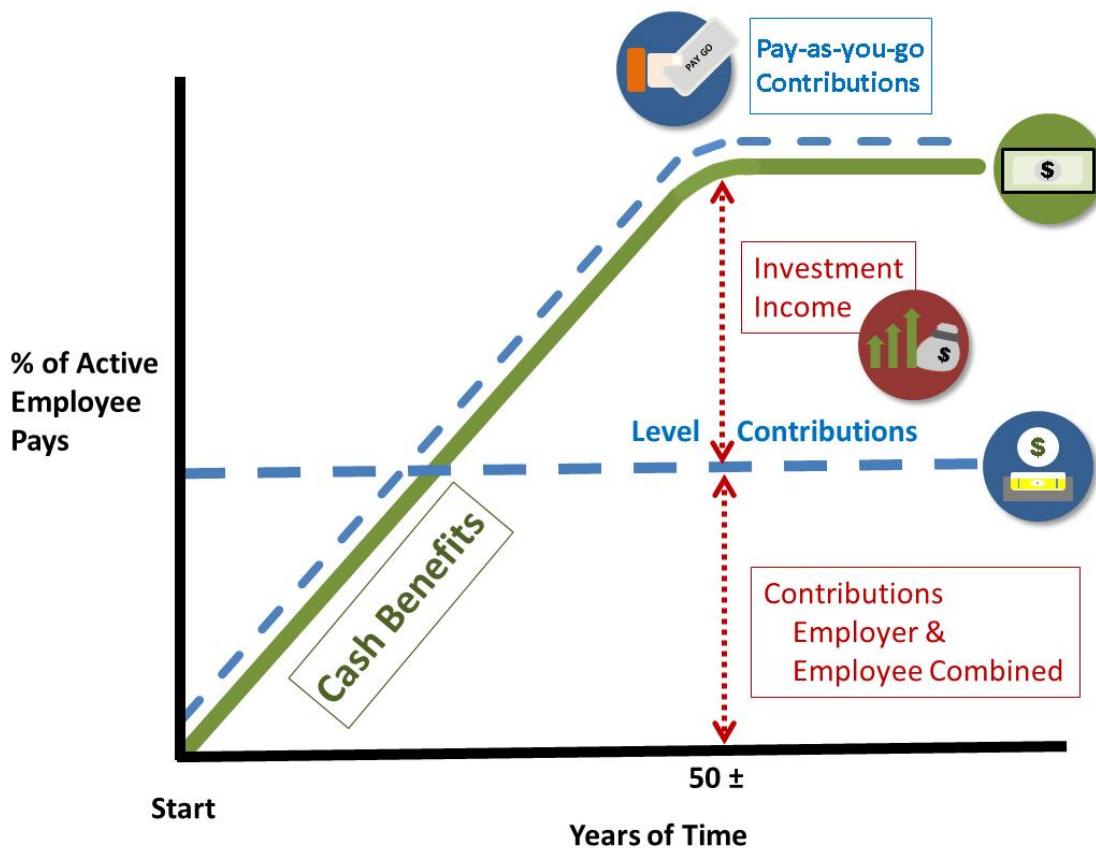 PAY GO
Pay-as-you-go
Contributions
$
Investment
Income
$
% of Active
Employee
Pays
Level Contributions
$
Cash Benefits
Contributions
Employer &
Employee Combined
50 ±
Start
Years of Time